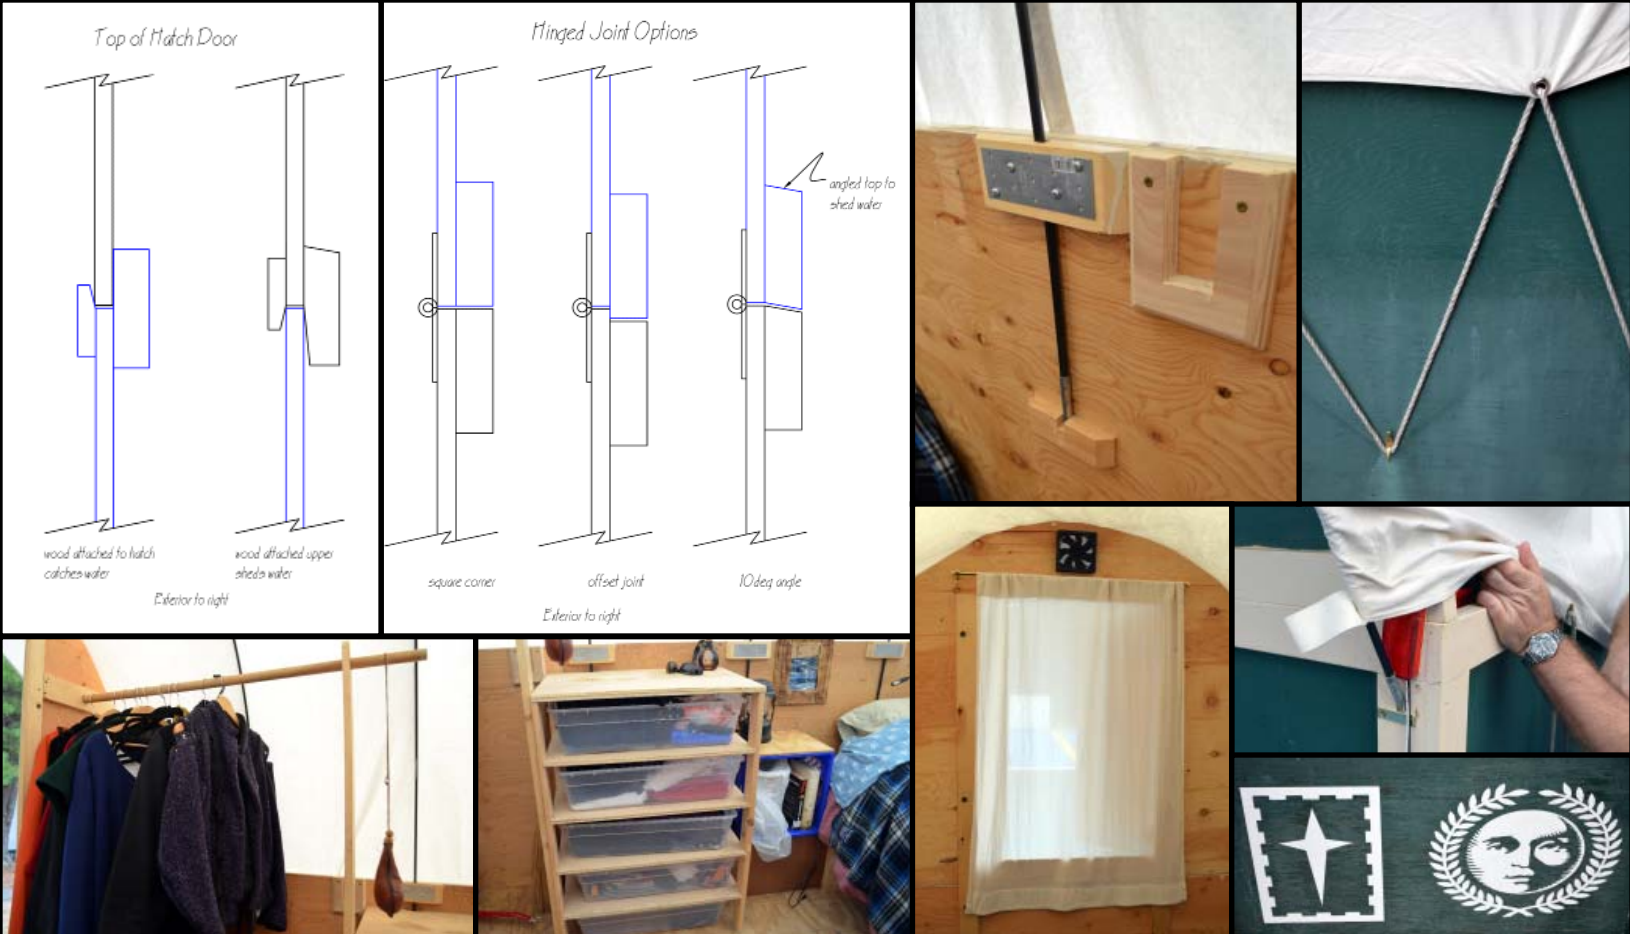 Top of Hatch Door
wood attached to hatch
catches water
wood attached upper
sheds water
Exterior to right
Hinged Joint Options
angled top to
shed water
square corner
offset joint
10deg angle
Exterior to right